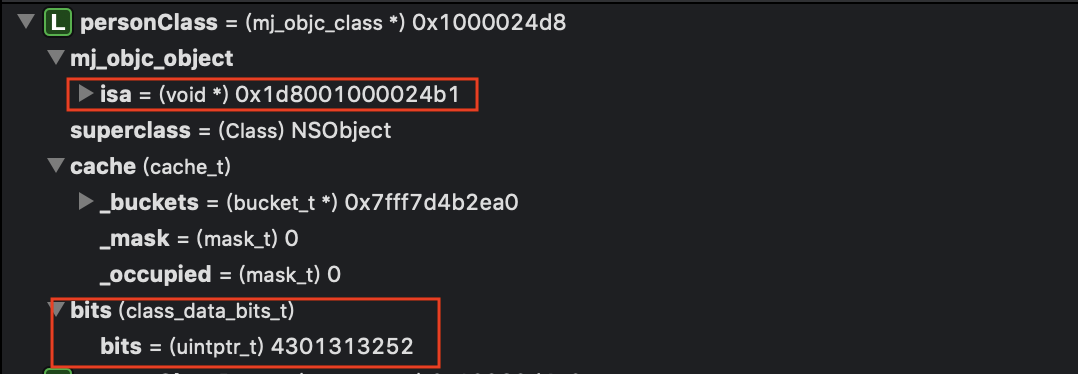 L personClass = (mj_objc_class *) 0x1000024d8
mj_objc_object
isa = (void *) 0x1d8001000024b1
superclass = (Class) NSObject
cache (cache_t)
_buckets = (bucket_t *) 0x7fff7d4b2ea0
_mask = (mask_t) 0
_occupied = (mask_t) 0
bits (class_data_bits_t)
bits = (uintptr_t) 4301313252